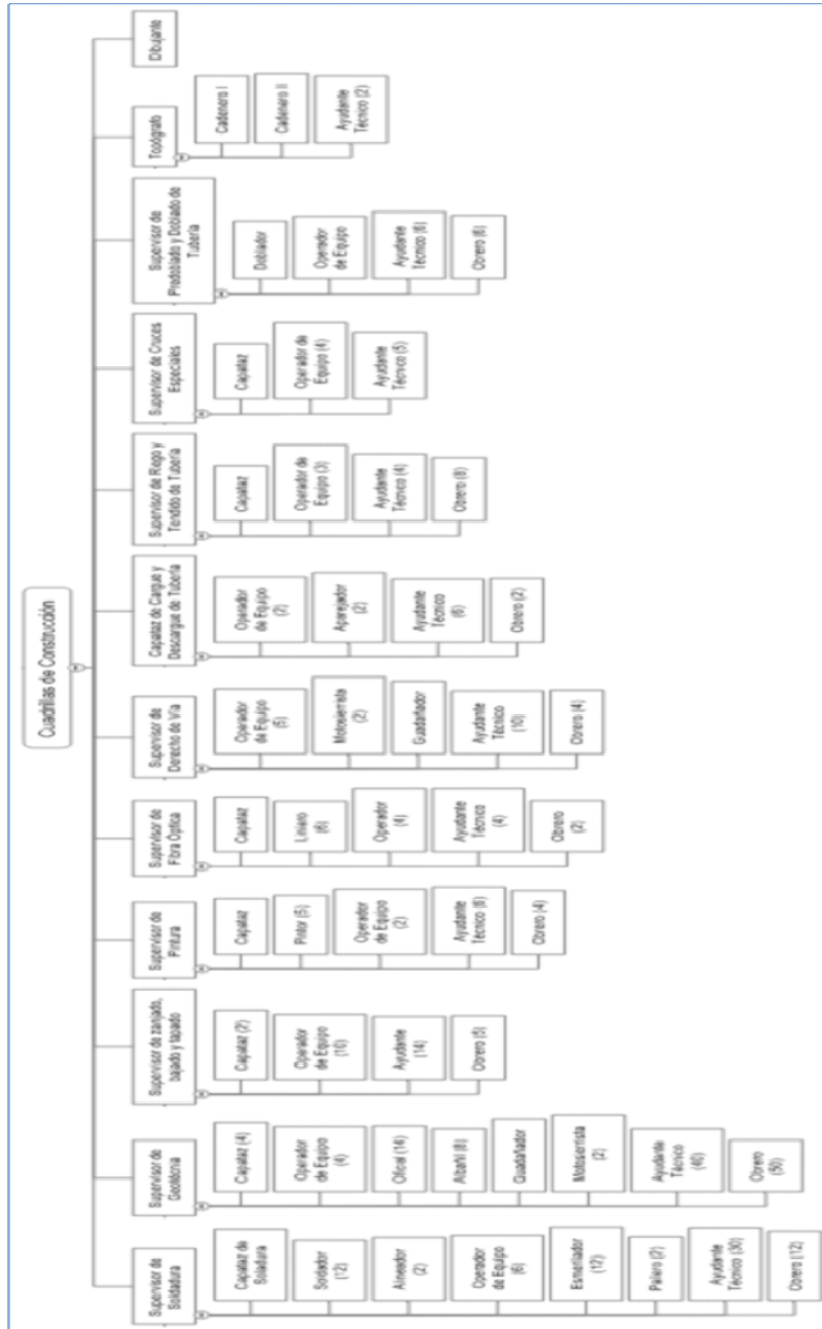 Cuadrillas de Construcción
Supervisor de
Soldadura
Capataz de
Soladura
Soldador
(12)
Alineador
(2)
Operador
de Equipo
(6)
Esmerilador
(12)
Pailero (2)
Ayudante
Técnico (30)
Obrero (12)
Supervisor de
Geotécnia
Capataz (4)
Operador
de Equipo
(4)
Oficial (14)
Albañil (8)
Guadañador
Motosierrista
(2)
Ayudante
Técnico
(40)
Obrero
(50)
Supervisor de zanjado,
bajado y tapado
Capataz (2)
Operador
de Equipo
(10)
Ayudante
(14)
Obrero (5)
Supervisor de
Pintura
Capataz
Pintor (5)
Operador
de Equipo
(2)
Ayudante
Técnico (6)
Obrero (4)
Supervisor de
Fibra Óptica
Capataz
Liniero
(6)
Operador
(4)
Ayudante
Técnico
(4)
Obrero
(2)
Supervisor de
Derecho de Vía
Operador
de Equipo
(5)
Motosierrista
(2)
Guadañador
Ayudante
Técnico
(10)
Obrero (4)
Capataz de Cargue y
Descargue de Tubería
Operador
de Equipo
(2)
Aparejador
(2)
Ayudante
Técnico
(6)
Obrero (2)
Supervisor de Riego y
Tendido de Tubería
Capataz
Operador de
Equipo (3)
Ayudante
Técnico (4)
Obrero (8)
Supervisor de Cruces
Especiales
Capataz
Operador de
Equipo (4)
Ayudante
Técnico (5)
Supervisor de
Predoblado y Doblado de
Tubería
Doblador
Operador
de Equipo
Ayudante
Técnico (6)
Obrero (6)
Topógrafo
Cadenero I
Cadenero II
Ayudante
Técnico (2)
Dibujante